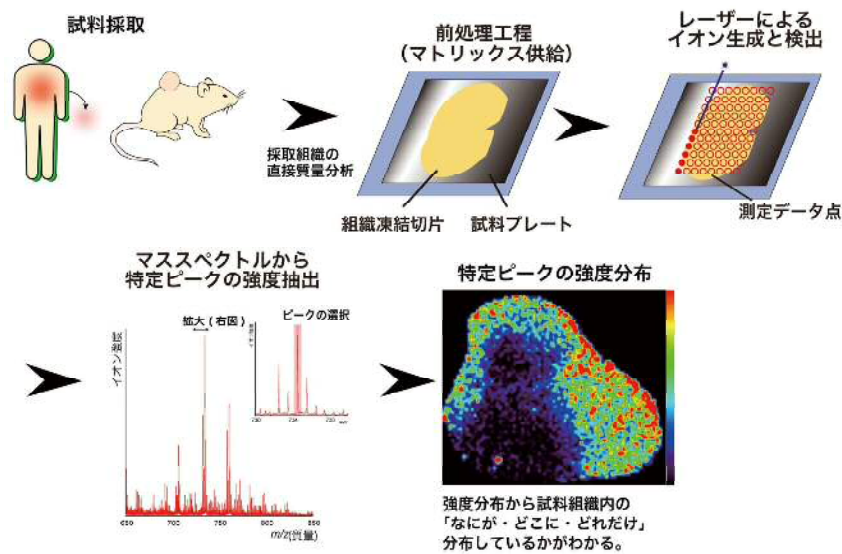 試料採取
前処理工程
(マトリックス供給)
レーザーによる
イオン生成と検出
採取組織の
直接質量分析
組織凍結切片
試料プレート
測定データ点
マススペクトルから
特定ピークの強度抽出
拡大(右図)
ピークの選択
イオン強度
650
700
750
800
850
m/z(質量)
特定ピークの強度分布
強度分布から試料組織内の
「なにが・どこに・どれだけ」
分布しているかがわかる。